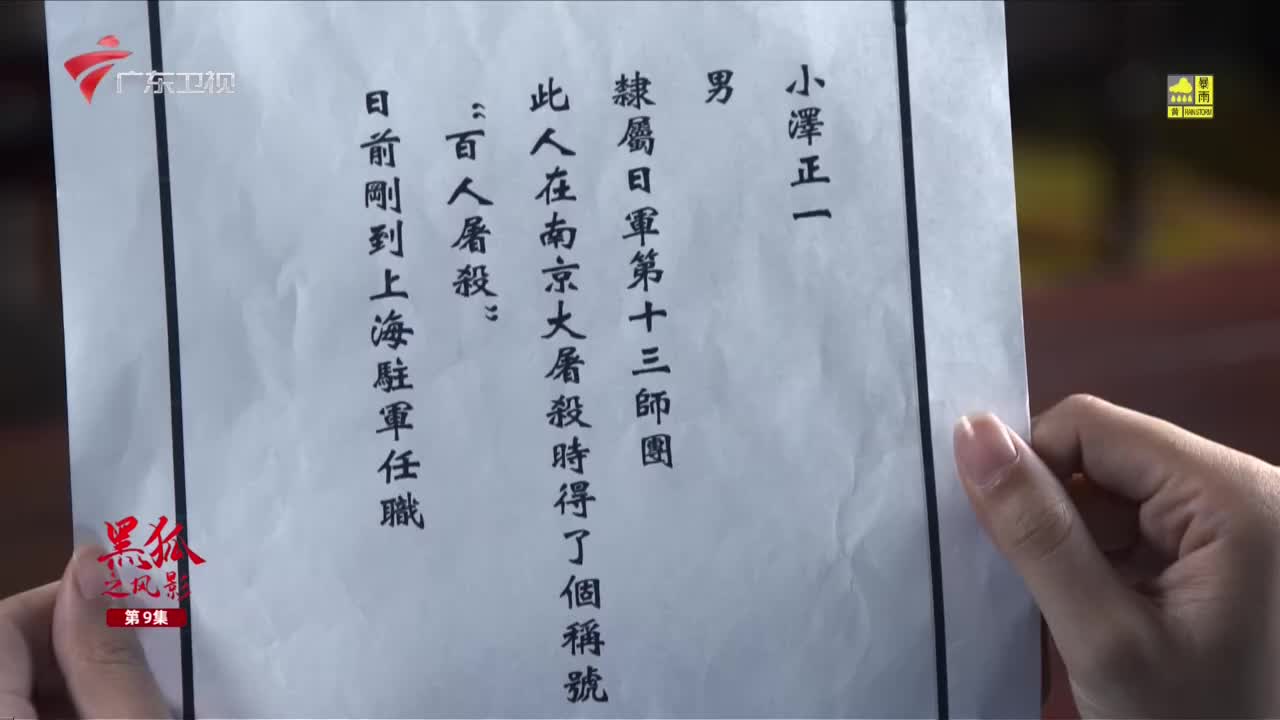 广东卫视
暴雨
黄
RAINSTORM
小澤正一
男
隸屬日軍第十三師團
此人在南京大屠殺時得了個稱號
“百人屠殺”
日前剛到上海駐軍任職
黑狐
之风影
第9集